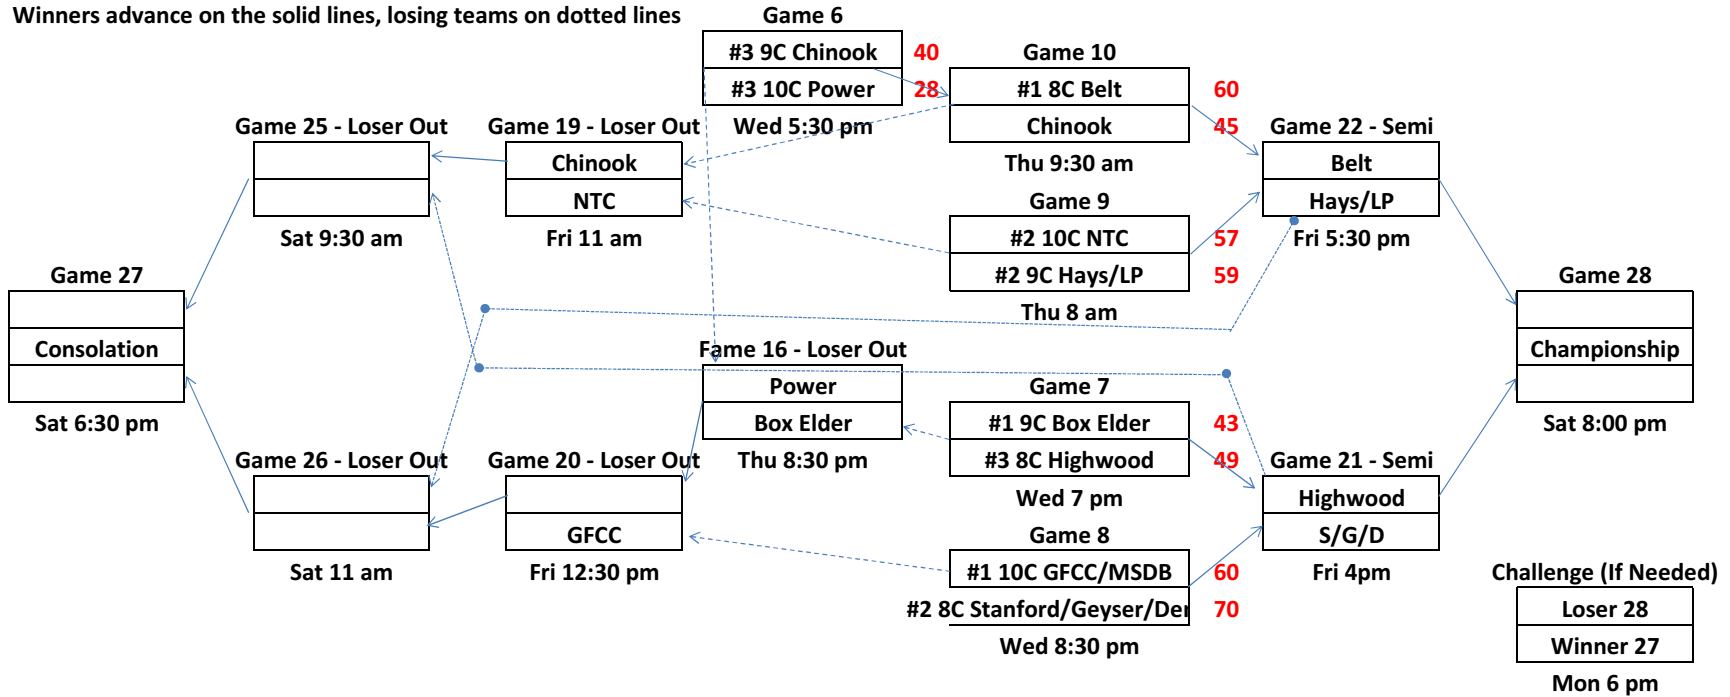 Winners advance on the solid lines, losing teams on dotted lines
Game 6
#3 9C Chinook 40
#3 10C Power 28
Wed 5:30 pm
Game 10
#1 8C Belt 60
Chinook 45
Thu 9:30 am
Game 25 - Loser Out
Sat 9:30 am
Game 19 - Loser Out
Chinook
NTC
Fri 11 am
Game 22 - Semi
Belt
Hays/LP
Fri 5:30 pm
Game 9
#2 10C NTC 57
#2 9C Hays/LP 59
Thu 8 am
Game 27
Consolation
Sat 6:30 pm
Game 28
Championship
Sat 8:00 pm
Fame 16 - Loser Out
Power
Box Elder
Thu 8:30 pm
Game 7
#1 9C Box Elder 43
#3 8C Highwood 49
Wed 7 pm
Game 26 - Loser Out
Sat 11 am
Game 20 - Loser Out
GFCC
Fri 12:30 pm
Game 21 - Semi
Highwood
S/G/D
Fri 4pm
Game 8
#1 10C GFCC/MSDB 60
#2 8C Stanford/Geyser/Den 70
Wed 8:30 pm
Challenge (If Needed)
Loser 28
Winner 27
Mon 6 pm